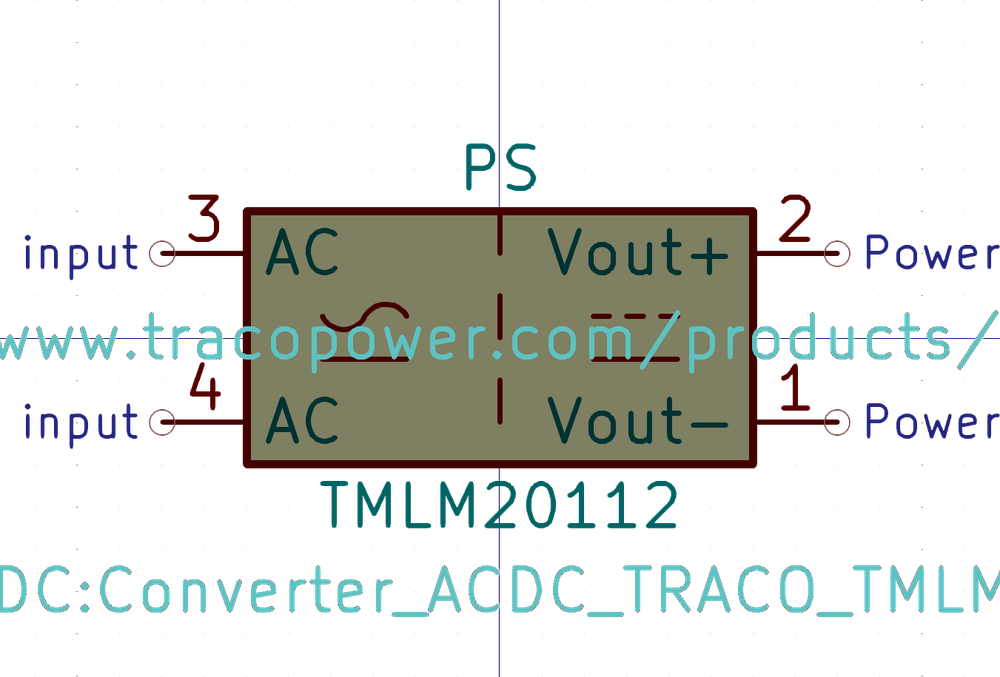 PS
3 2
input AC Vout+ Power
www.tracopower.com/products/
4 1
input AC Vout- Power
TMLM20112
DC:Converter_ACDC_TRACO_TMLM